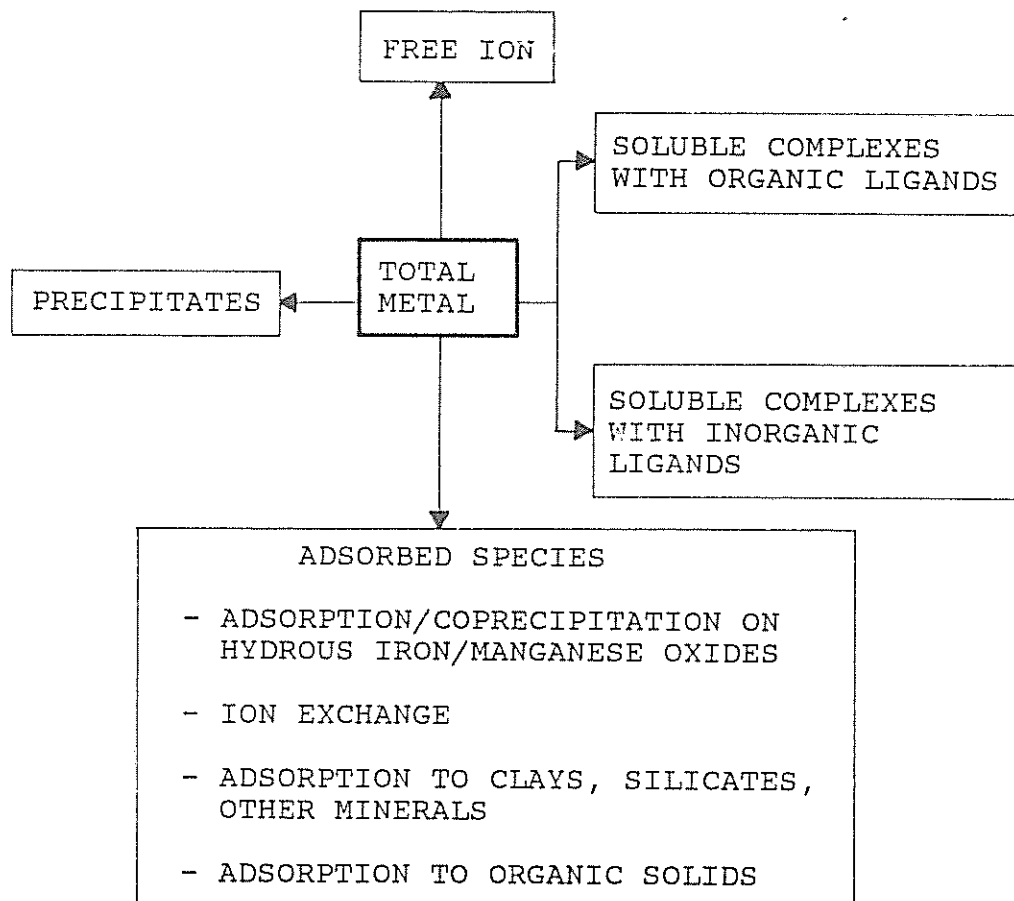 FREE ION
SOLUBLE COMPLEXES
WITH ORGANIC LIGANDS
TOTAL
METAL
PRECIPITATES
SOLUBLE COMPLEXES
WITH INORGANIC
LIGANDS
ADSORBED SPECIES
- ADSORPTION/COPRECIPITATION ON
HYDROUS IRON/MANGANESE OXIDES
- ION EXCHANGE
- ADSORPTION TO CLAYS, SILICATES,
OTHER MINERALS
- ADSORPTION TO ORGANIC SOLIDS